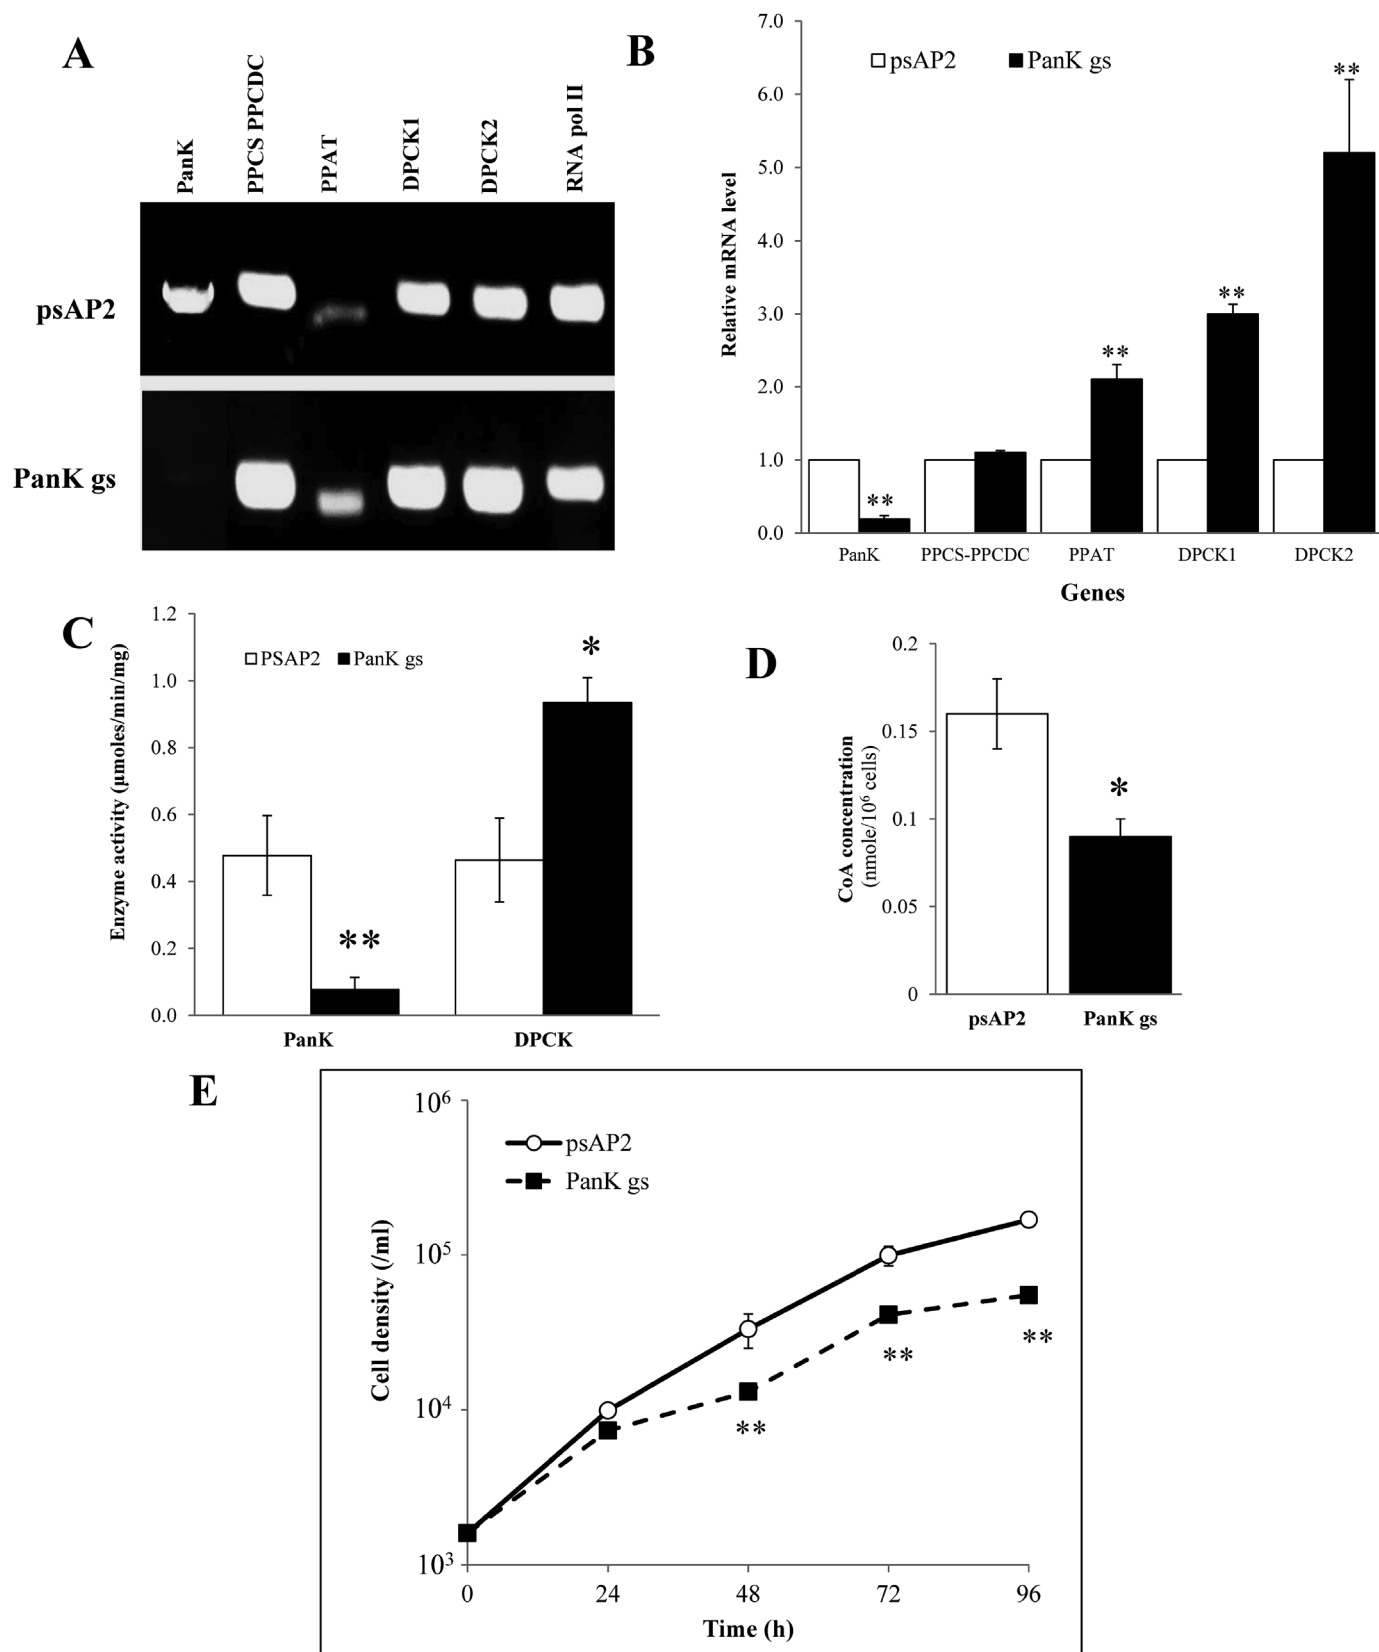 A
PanK
PPCS PPCDC
PPAT
DPCK1
DPCK2
RNA pol II
psAP2
PanK gs
B
psAP2 PanK gs
Relative mRNA level
7.0
6.0
5.0
4.0
3.0
2.0
1.0
0.0
**
**
**
**
**
PanK PPCS-PPCDC PPAT DPCK1 DPCK2
Genes
C
PSAP2 PanK gs
Enzyme activity (µmoles/min/mg)
1.2
1.0
0.8
0.6
0.4
0.2
0.0
**
*
PanK DPCK
D
CoA concentration
(nmole/10⁶ cells)
0.2
0.15
0.1
0.05
0
*
psAP2 PanK gs
E
psAP2
PanK gs
Cell density (/ml)
10⁶
10⁵
10⁴
10³
**
**
**
0 24 48 72 96
Time (h)